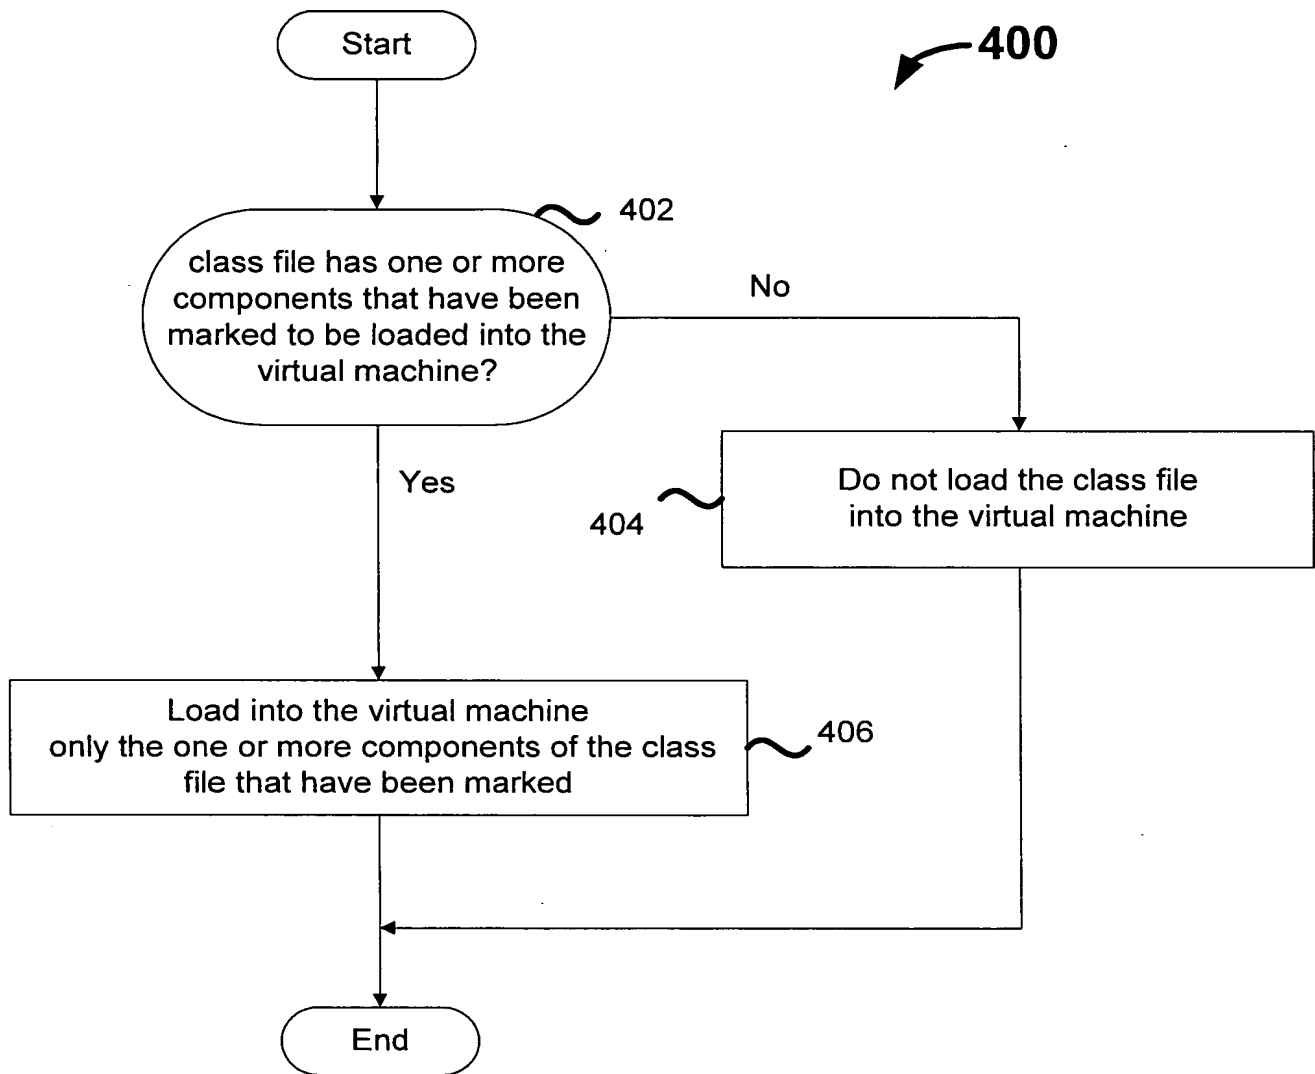 Start
400
402
class file has one or more
components that have been
marked to be loaded into the
virtual machine?
No
Yes
Do not load the class file
into the virtual machine
404
Load into the virtual machine
only the one or more components of the class
file that have been marked
406
End